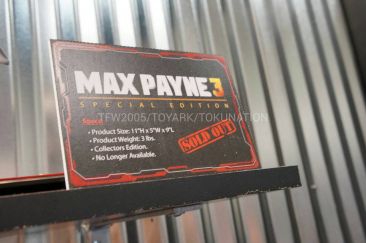 MAX PAYNE 3
SPECIAL EDITION
TFW2005/TOYARK/TOKUNATION
Specs
• Product Size: 11"H x 5"W x 9"L
• Product Weight: 3 lbs.
• Collectors Edition.
• No Longer Available.
SOLD OUT